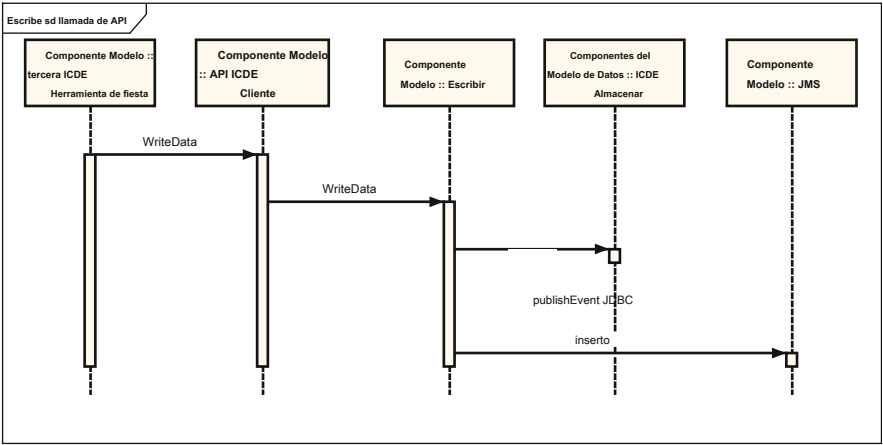 Escribe sd llamada de API
Componente Modelo ::
tercera ICDE
Herramienta de fiesta
Componente Modelo
:: API ICDE
Cliente
Componente
Modelo :: Escribir
Componentes del
Modelo de Datos :: ICDE
Almacenar
Componente
Modelo :: JMS
WriteData
WriteData
publishEvent JDBC
inserto